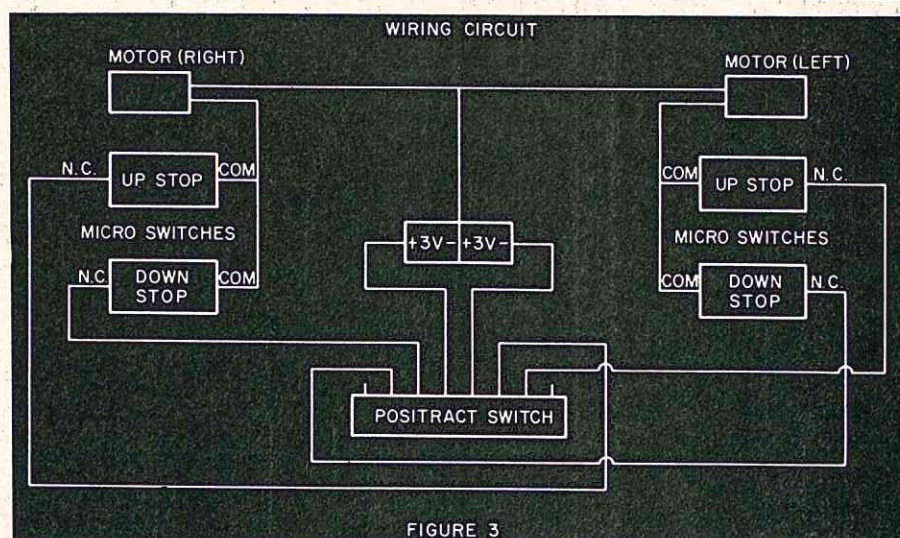 WIRING CIRCUIT
MOTOR (RIGHT)
MOTOR (LEFT)
N.C.
UP STOP
COM
COM
UP STOP
N.C.
MICRO SWITCHES
+3V-
+3V-
MICRO SWITCHES
N.C.
DOWN
STOP
COM
COM
DOWN
STOP
N.C.
POSITRACT SWITCH
FIGURE 3